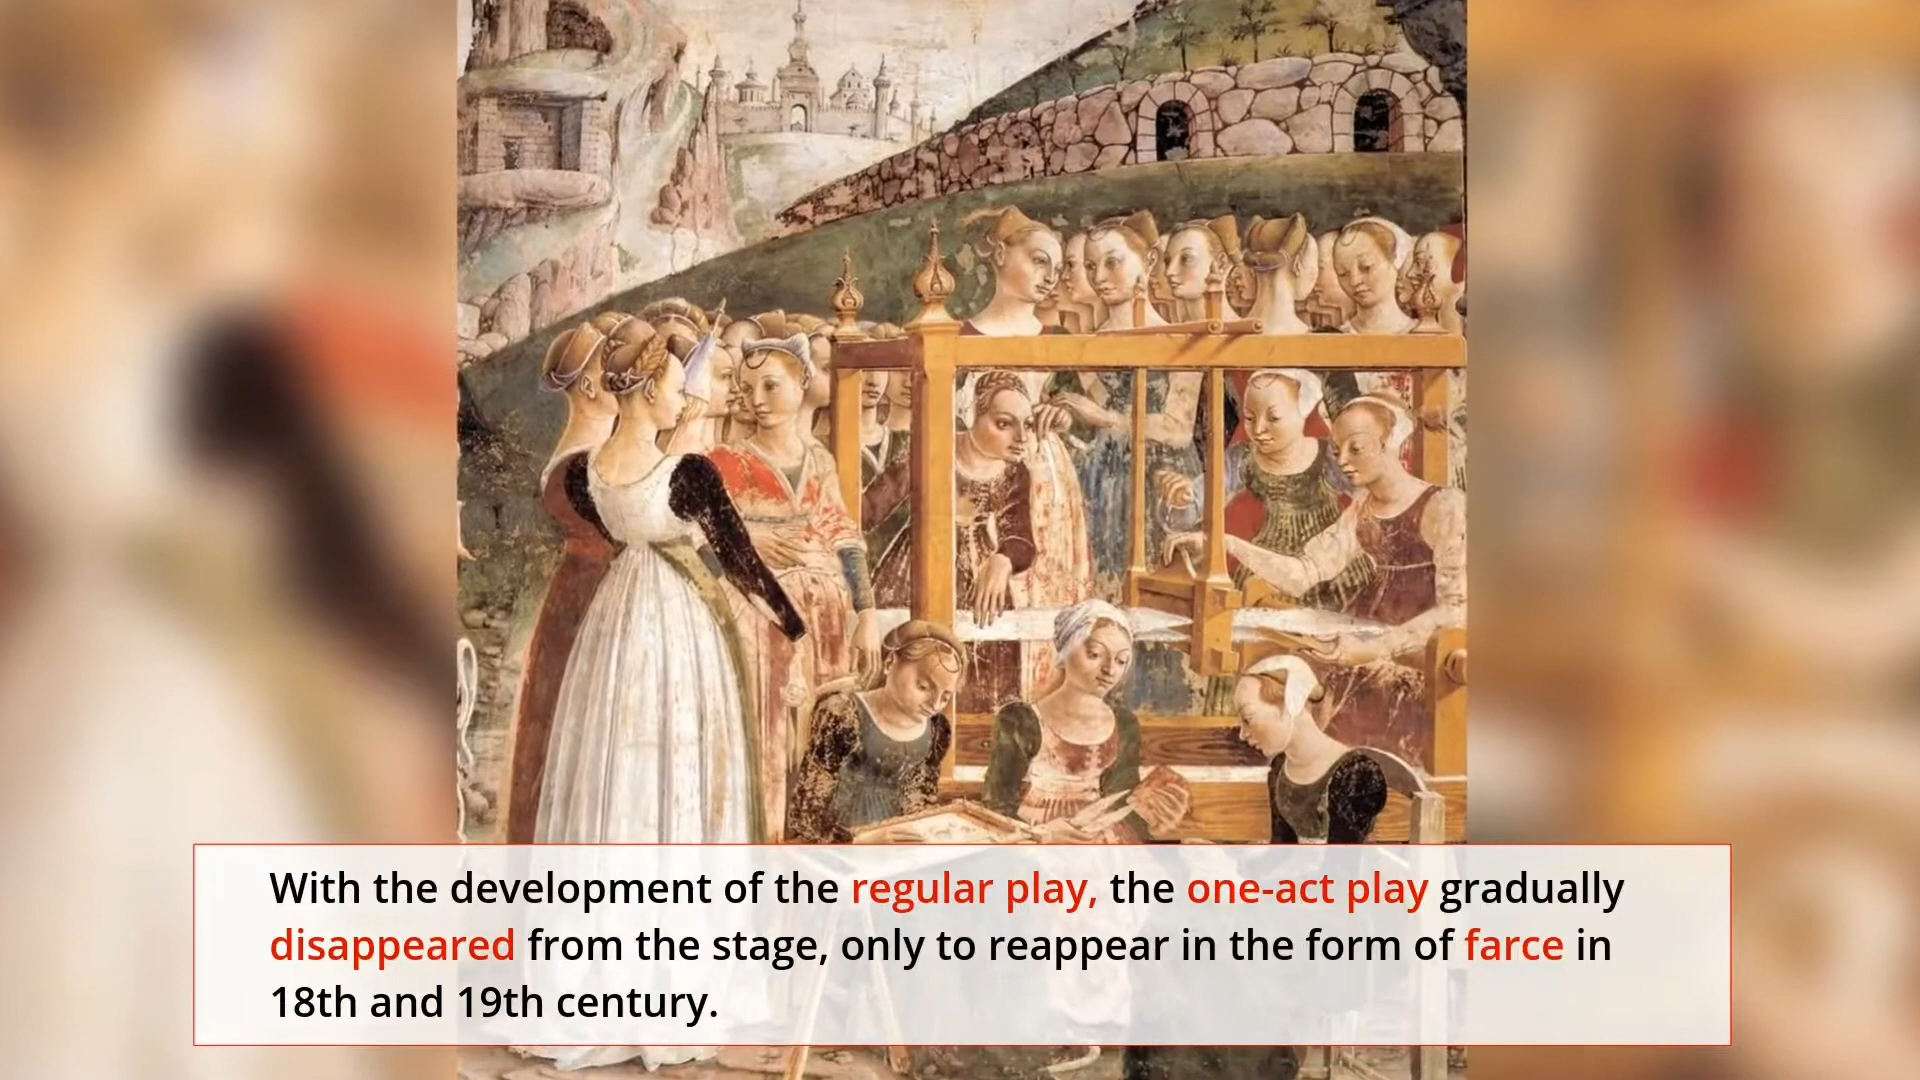 With the development of the regular play, the one-act play gradually
disappeared from the stage, only to reappear in the form of farce in
18th and 19th century.